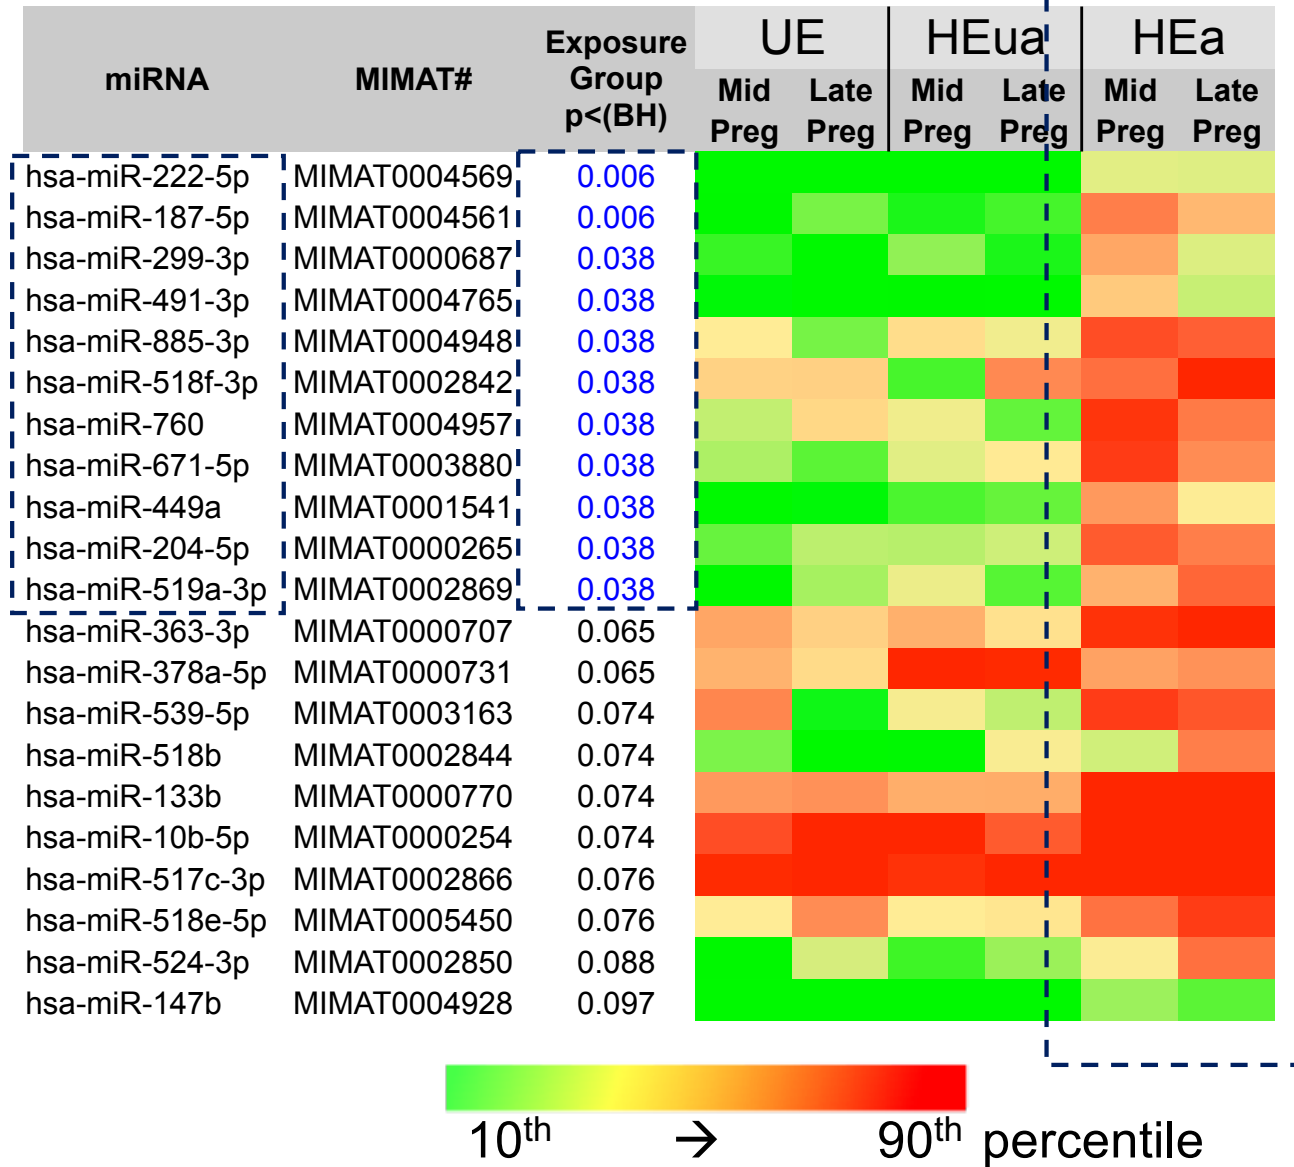 miRNA MIMAT# Exposure Group p<(BH) UE HEua HEa
Mid Preg Late Preg Mid Preg Late Preg Mid Preg Late Preg
hsa-miR-222-5p MIMAT0004569 0.006
hsa-miR-187-5p MIMAT0004561 0.006
hsa-miR-299-3p MIMAT0000687 0.038
hsa-miR-491-3p MIMAT0004765 0.038
hsa-miR-885-3p MIMAT0004948 0.038
hsa-miR-518f-3p MIMAT0002842 0.038
hsa-miR-760 MIMAT0004957 0.038
hsa-miR-671-5p MIMAT0003880 0.038
hsa-miR-449a MIMAT0001541 0.038
hsa-miR-204-5p MIMAT0000265 0.038
hsa-miR-519a-3p MIMAT0002869 0.038
hsa-miR-363-3p MIMAT0000707 0.065
hsa-miR-378a-5p MIMAT0000731 0.065
hsa-miR-539-5p MIMAT0003163 0.074
hsa-miR-518b MIMAT0002844 0.074
hsa-miR-133b MIMAT0000770 0.074
hsa-miR-10b-5p MIMAT0000254 0.074
hsa-miR-517c-3p MIMAT0002866 0.076
hsa-miR-518e-5p MIMAT0005450 0.076
hsa-miR-524-3p MIMAT0002850 0.088
hsa-miR-147b MIMAT0004928 0.097
10th → 90th percentile